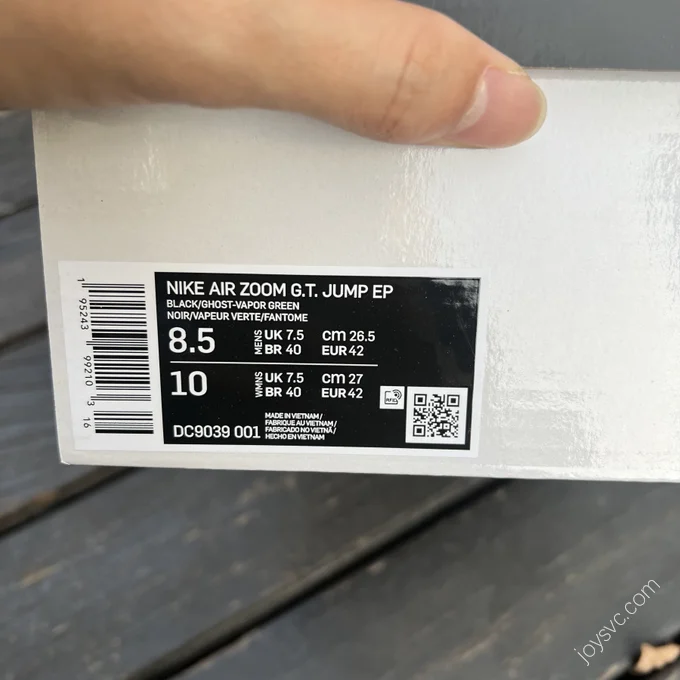 NIKE AIR ZOOM G.T. JUMP EP
BLACK/GHOST-VAPOR GREEN
NOIR/VAPEUR VERTE/FANTOME
8.5 MENS UK 7.5 cm 26.5
BR 40 EUR 42
10 WMNS UK 7.5 cm 27
BR 40 EUR 42
RFID
DC9039 001
MADE IN VIETNAM/
FABRIQUE AU VIETNAM/
FABRICADO NO VIETNÃ/
HECHO EN VIETNAM
1 95243 99210 3 16
joysvc.com